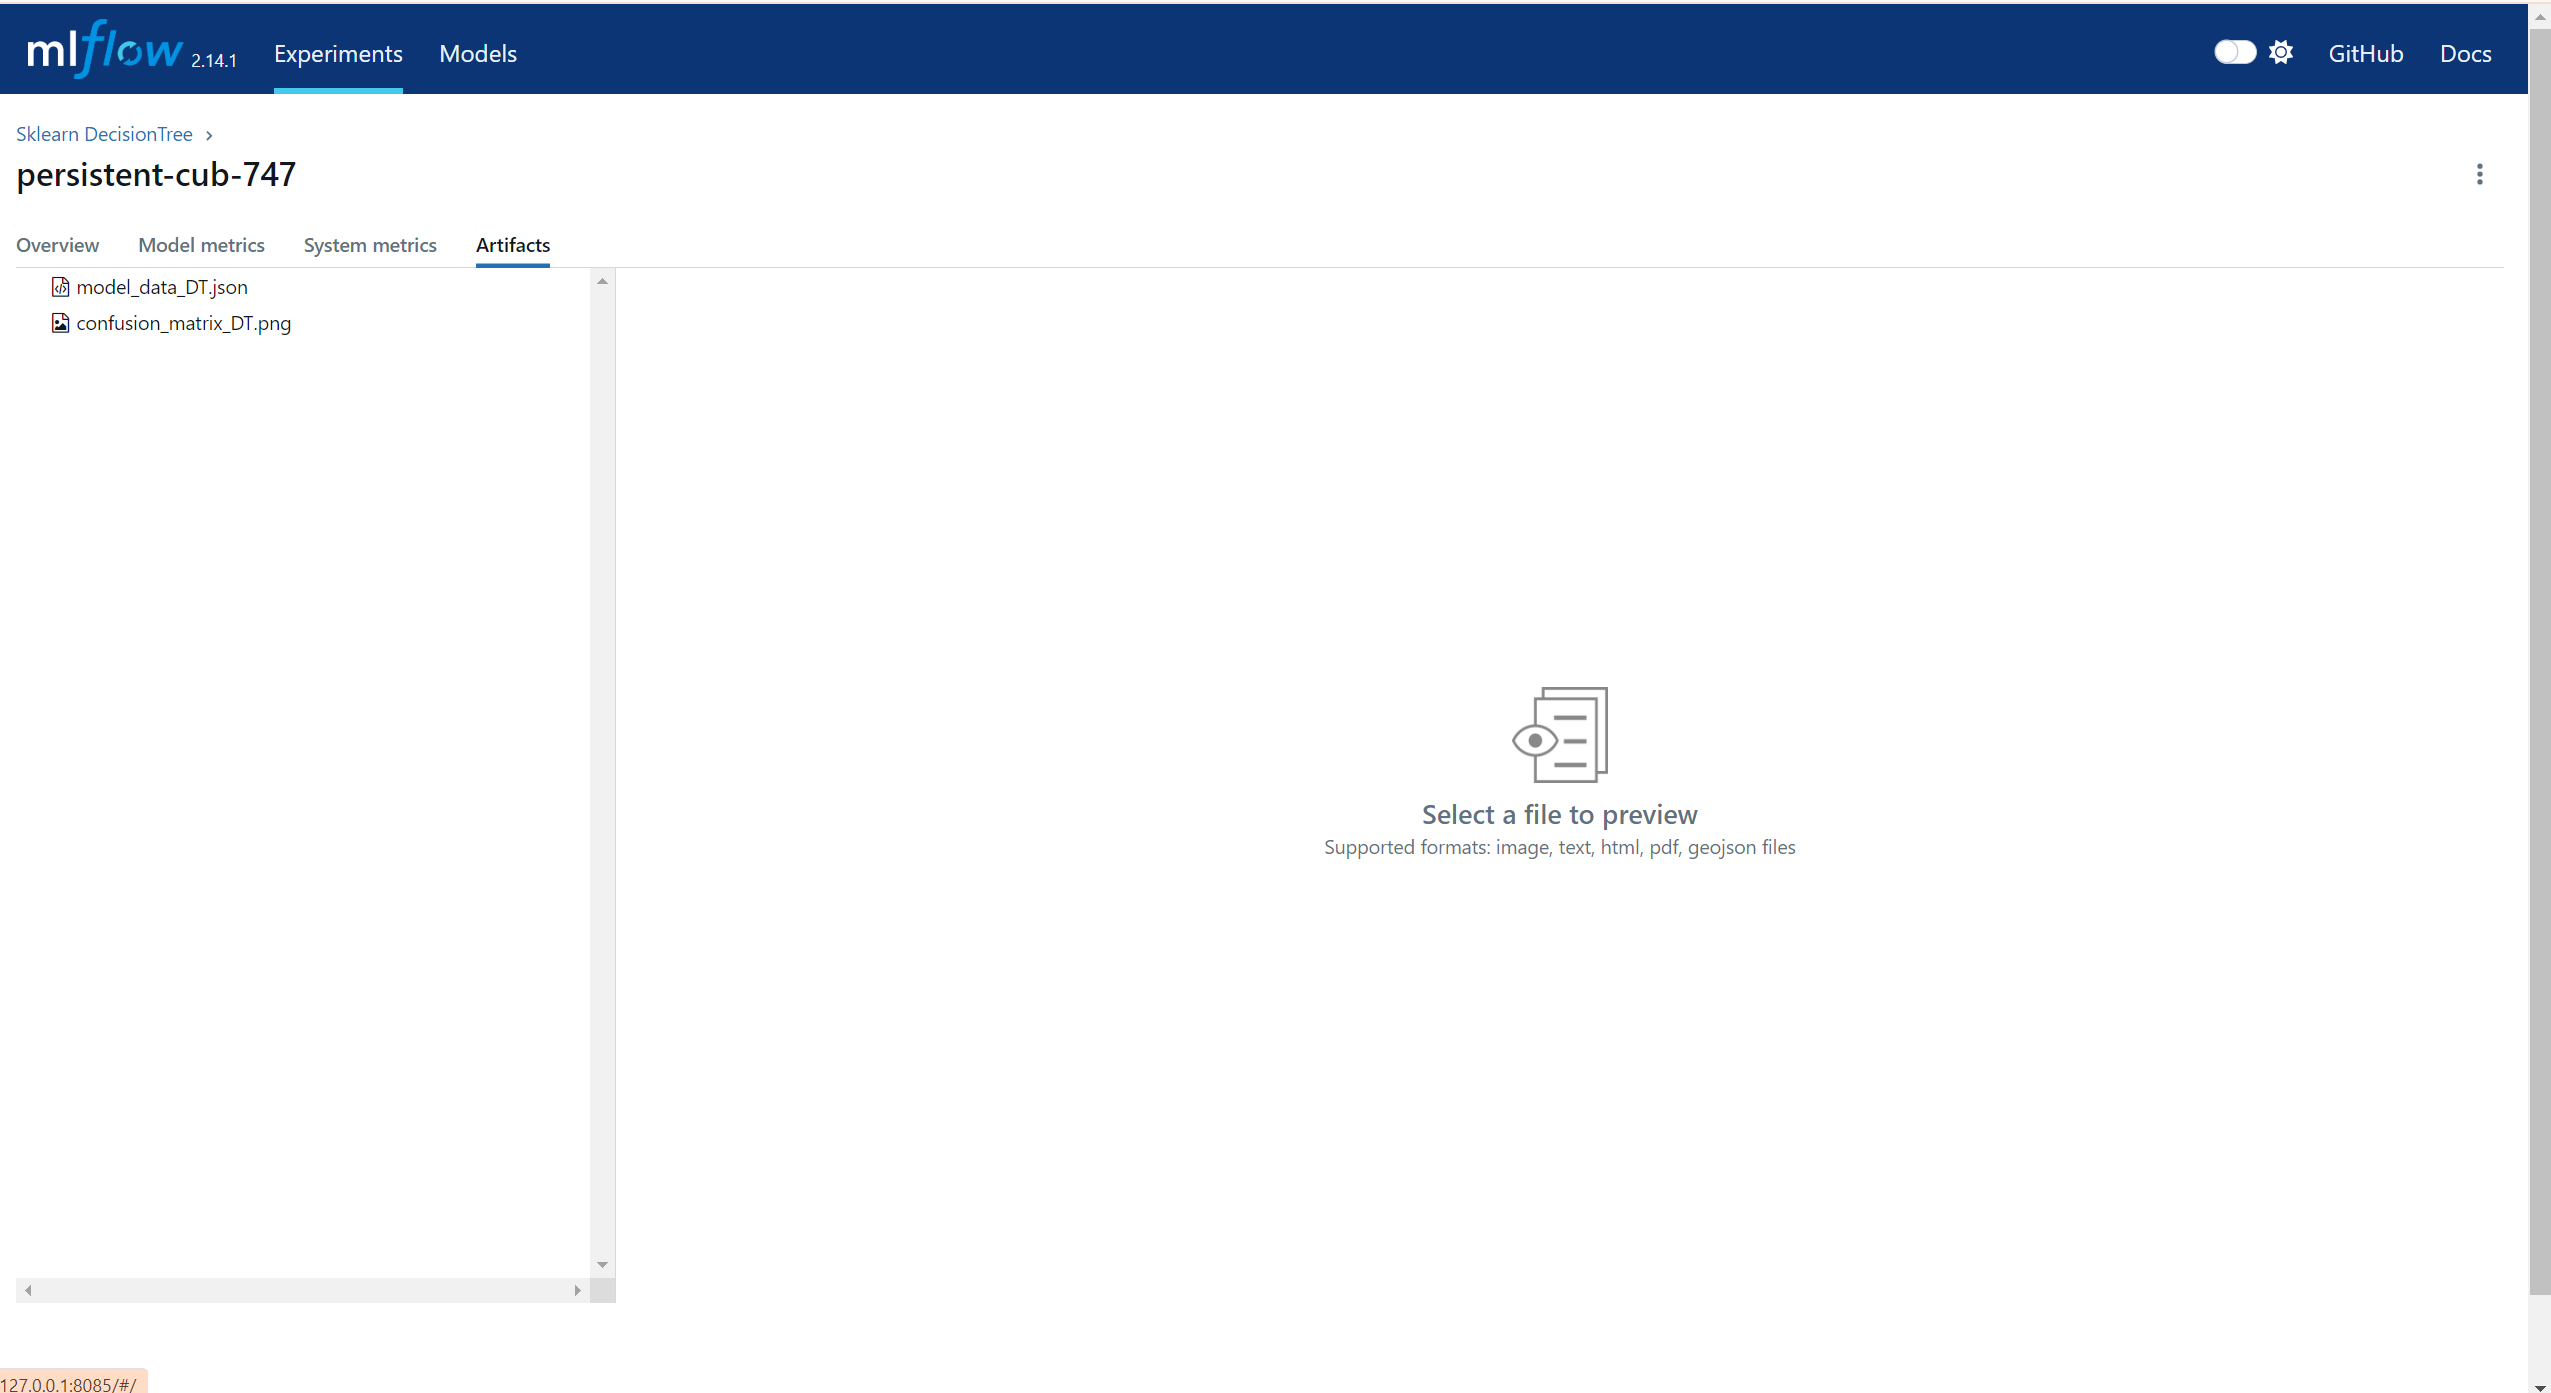 mlflow 2.14.1 Experiments Models GitHub Docs
Sklearn DecisionTree
persistent-cub-747
Overview Model metrics System metrics Artifacts
model_data_DT.json
confusion_matrix_DT.png
Select a file to preview
Supported formats: image, text, html, pdf, geojson files
127.0.0.1:8085/#/